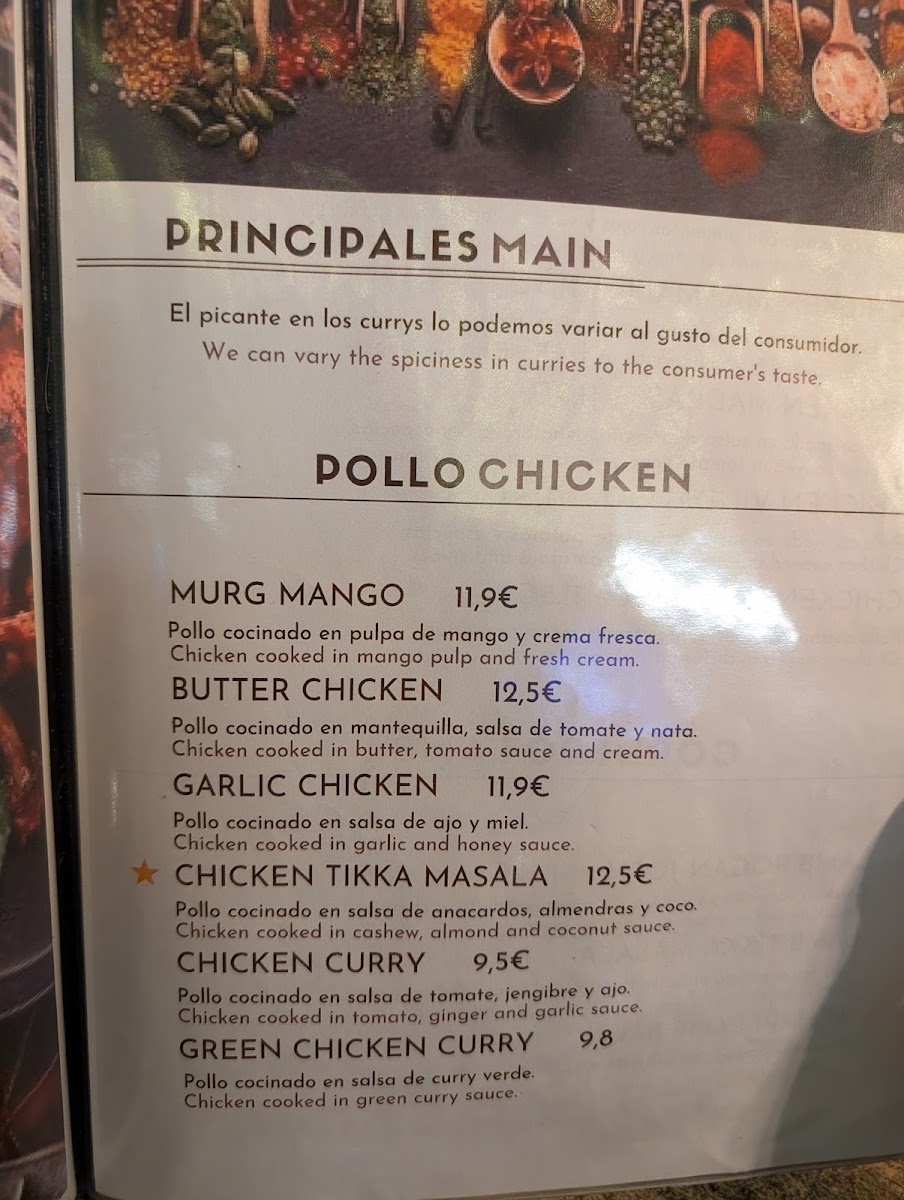 PRINCIPALES MAIN
El picante en los currys lo podemos variar al gusto del consumidor.
We can vary the spiciness in curries to the consumer's taste.
POLLO CHICKEN
MURG MANGO 11,9€
Pollo cocinado en pulpa de mango y crema fresca.
Chicken cooked in mango pulp and fresh cream.
BUTTER CHICKEN 12,5€
Pollo cocinado en mantequilla, salsa de tomate y nata.
Chicken cooked in butter, tomato sauce and cream.
GARLIC CHICKEN 11,9€
Pollo cocinado en salsa de ajo y miel.
Chicken cooked in garlic and honey sauce.
CHICKEN TIKKA MASALA 12,5€
Pollo cocinado en salsa de anacardos, almendras y coco.
Chicken cooked in cashew, almond and coconut sauce.
CHICKEN CURRY 9,5€
Pollo cocinado en salsa de tomate, jengibre y ajo.
Chicken cooked in tomato, ginger and garlic sauce.
GREEN CHICKEN CURRY 9,8
Pollo cocinado en salsa de curry verde.
Chicken cooked in green curry sauce.